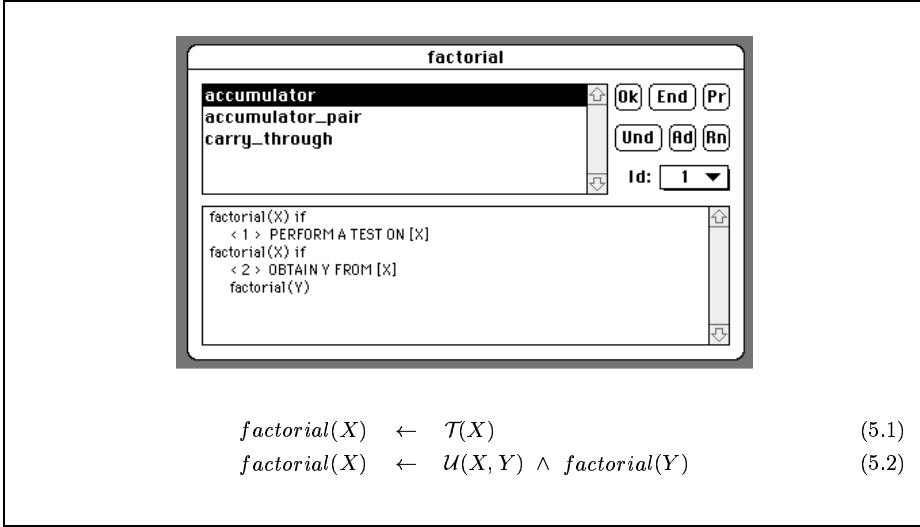 factorial
accumulator
accumulator_pair
carry_through
Ok End Pr
Und Ad Rn
Id: 1
factorial(X) if
< 1 > PERFORM A TEST ON [X]
factorial(X) if
< 2 > OBTAIN Y FROM [X]
factorial(Y)
factorial(X) ← 𝒯(X) (5.1)
factorial(X) ← 𝒰(X, Y) ∧ factorial(Y) (5.2)